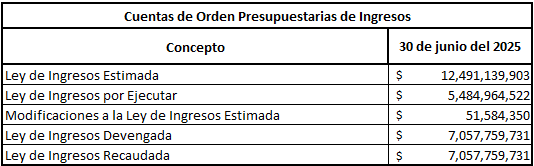 Cuentas de Orden Presupuestarias de Ingresos
Concepto 30 de junio del 2025
Ley de Ingresos Estimada $ 12,491,139,903
Ley de Ingresos por Ejecutar $ 5,484,964,522
Modificaciones a la Ley de Ingresos Estimada $ 51,584,350
Ley de Ingresos Devengada $ 7,057,759,731
Ley de Ingresos Recaudada $ 7,057,759,731